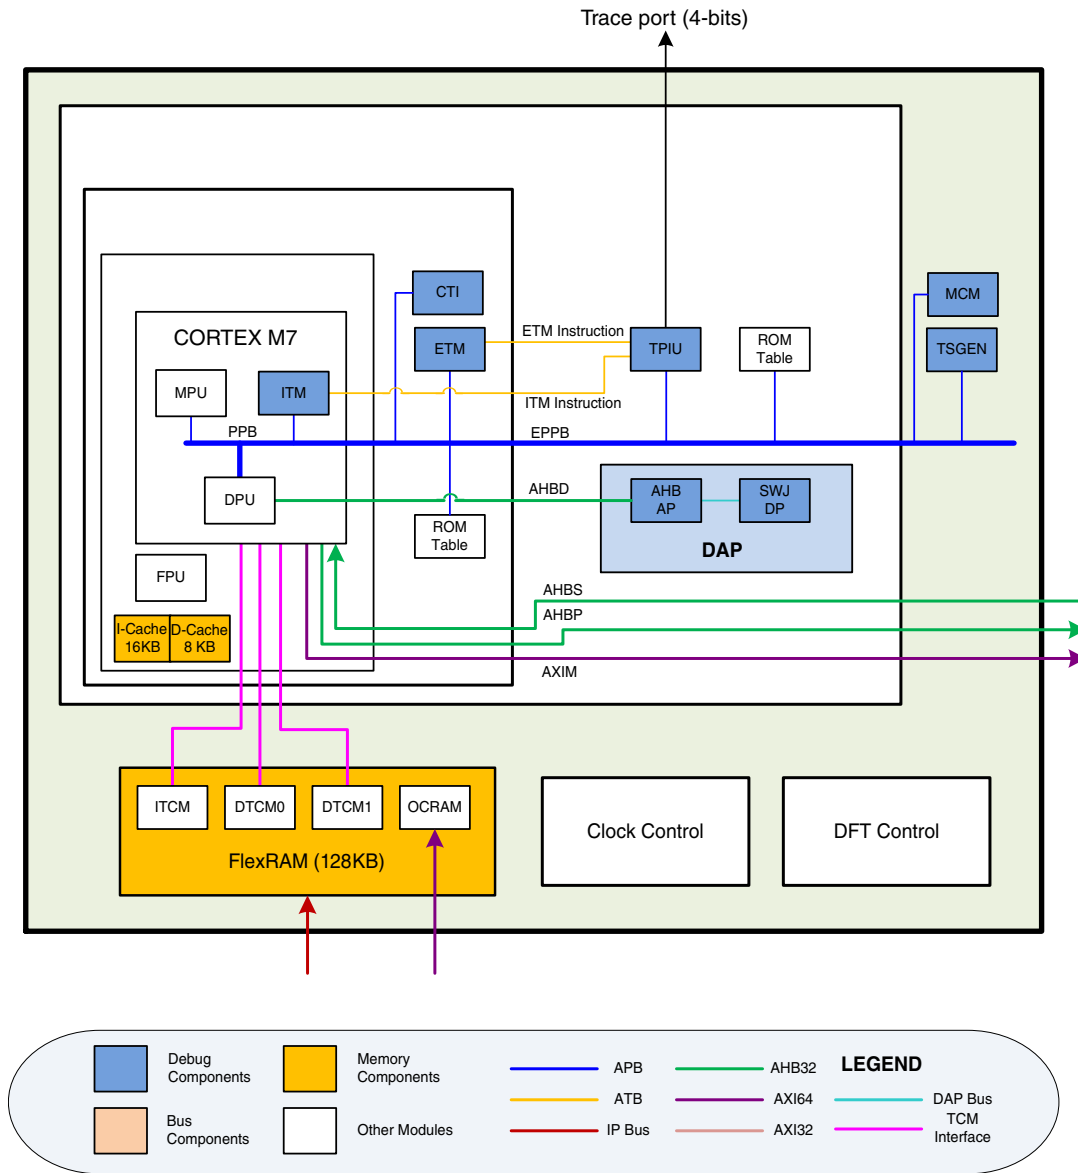 Trace port (4-bits)
CTI
MCM
CORTEX M7
ETM
ETM Instruction
TPIU
ROM
Table
TSGEN
MPU
ITM
ITM Instruction
PPB
EPPB
DPU
AHBD
AHB
AP
SWJ
DP
DAP
ROM
Table
FPU
AHBS
AHBP
I-Cache
16KB
D-Cache
8 KB
AXIM
ITCM
DTCM0
DTCM1
OCRAM
FlexRAM (128KB)
Clock Control
DFT Control
LEGEND
Debug
Components
Memory
Components
Bus
Components
Other Modules
APB
ATB
IP Bus
AHB32
AXI64
AXI32
DAP Bus
TCM
Interface